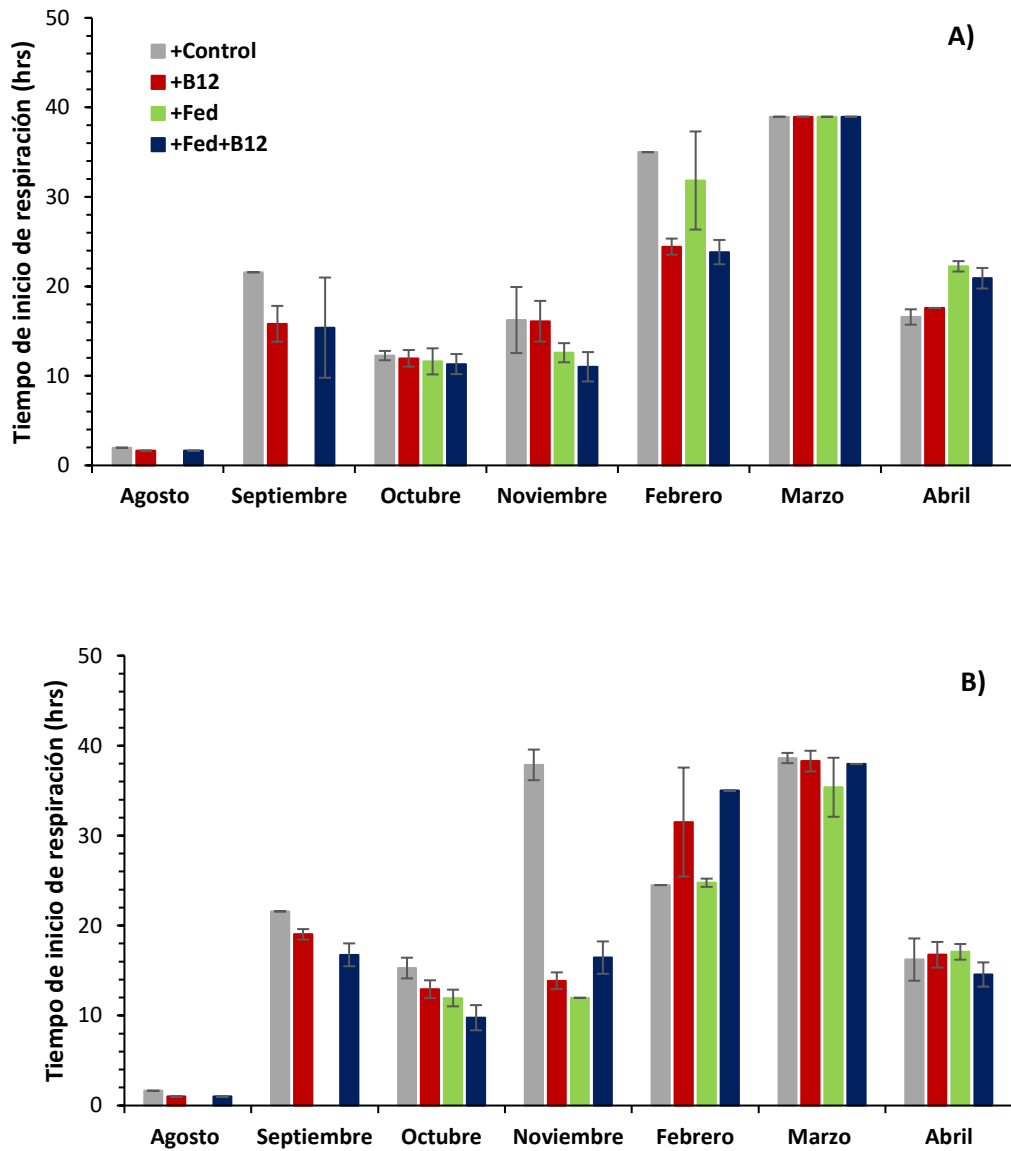 A)
Tiempo de inicio de respiración (hrs)
50
40
30
20
10
0
+Control
+B12
+Fed
+Fed+B12
Agosto Septiembre Octubre Noviembre Febrero Marzo Abril
B)
Tiempo de inicio de respiración (hrs)
50
40
30
20
10
0
Agosto Septiembre Octubre Noviembre Febrero Marzo Abril